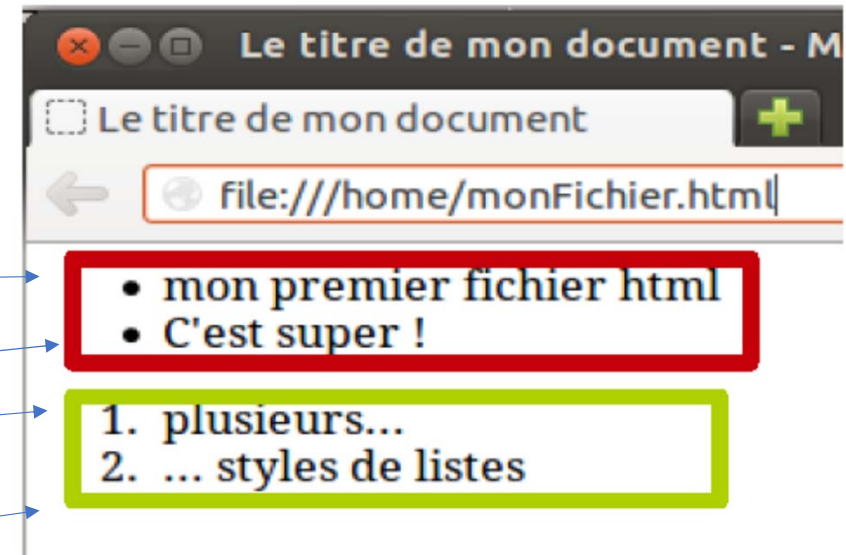 Le titre de mon document - M
Le titre de mon document
file:///home/monFichier.html
• mon premier fichier html
• C'est super !
1. plusieurs...
2. ... styles de listes